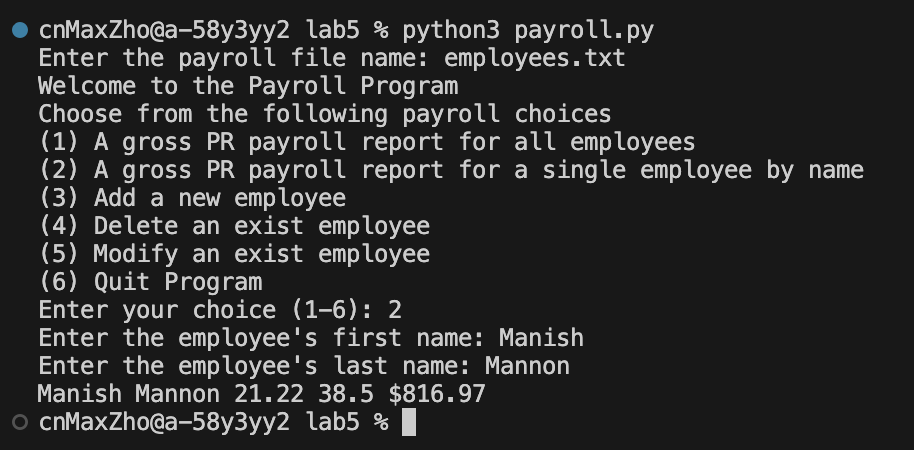 cnMaxZho@a-58y3yy2 lab5 % python3 payroll.py
Enter the payroll file name: employees.txt
Welcome to the Payroll Program
Choose from the following payroll choices
(1) A gross PR payroll report for all employees
(2) A gross PR payroll report for a single employee by name
(3) Add a new employee
(4) Delete an exist employee
(5) Modify an exist employee
(6) Quit Program
Enter your choice (1-6): 2
Enter the employee's first name: Manish
Enter the employee's last name: Mannon
Manish Mannon 21.22 38.5 $816.97
cnMaxZho@a-58y3yy2 lab5 %